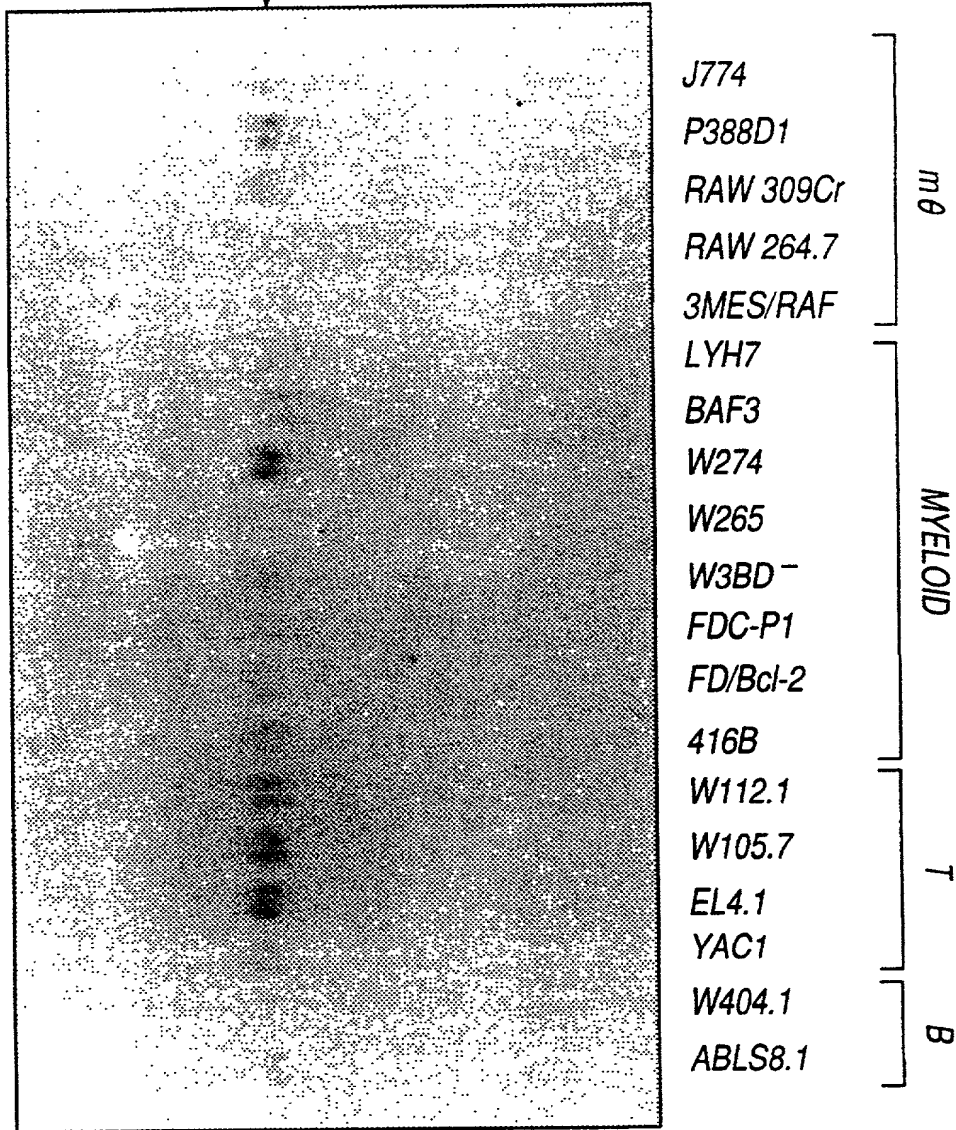 J774
P388D1
RAW 309Cr
RAW 264.7
3MES/RAF
mθ
LYH7
BAF3
W274
W265
W3BD⁻
FDC-P1
FD/Bcl-2
416B
MYELOID
W112.1
W105.7
EL4.1
YAC1
T
W404.1
ABLS8.1
B